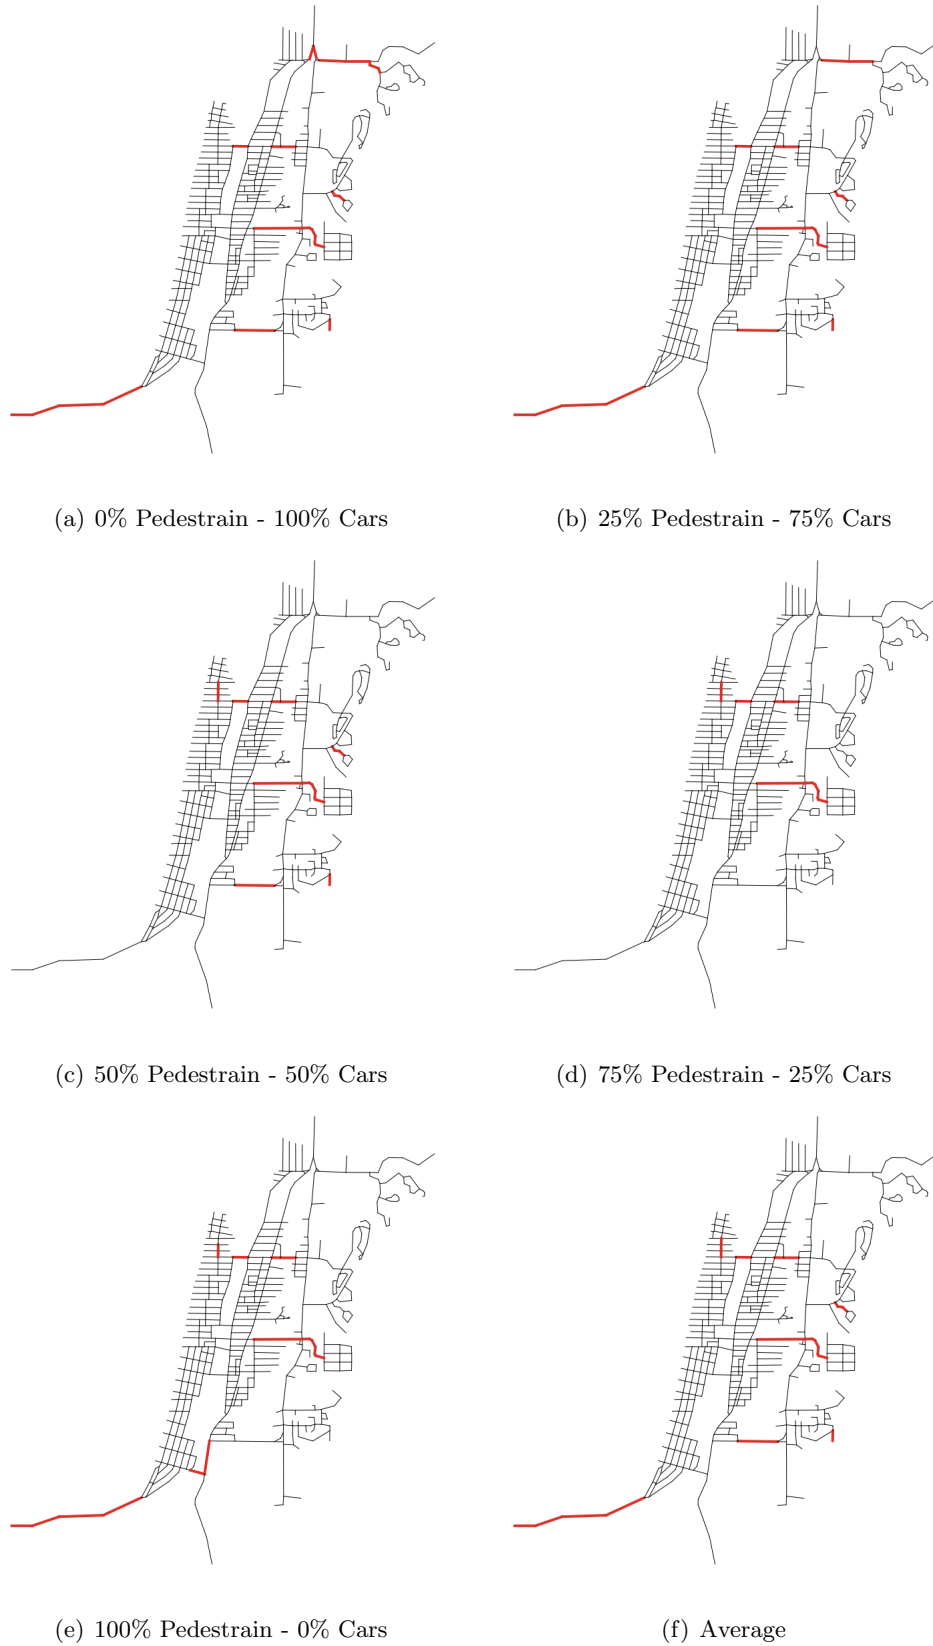 (a) 0% Pedestrain - 100% Cars
(b) 25% Pedestrain - 75% Cars
(c) 50% Pedestrain - 50% Cars
(d) 75% Pedestrain - 25% Cars
(e) 100% Pedestrain - 0% Cars
(f) Average